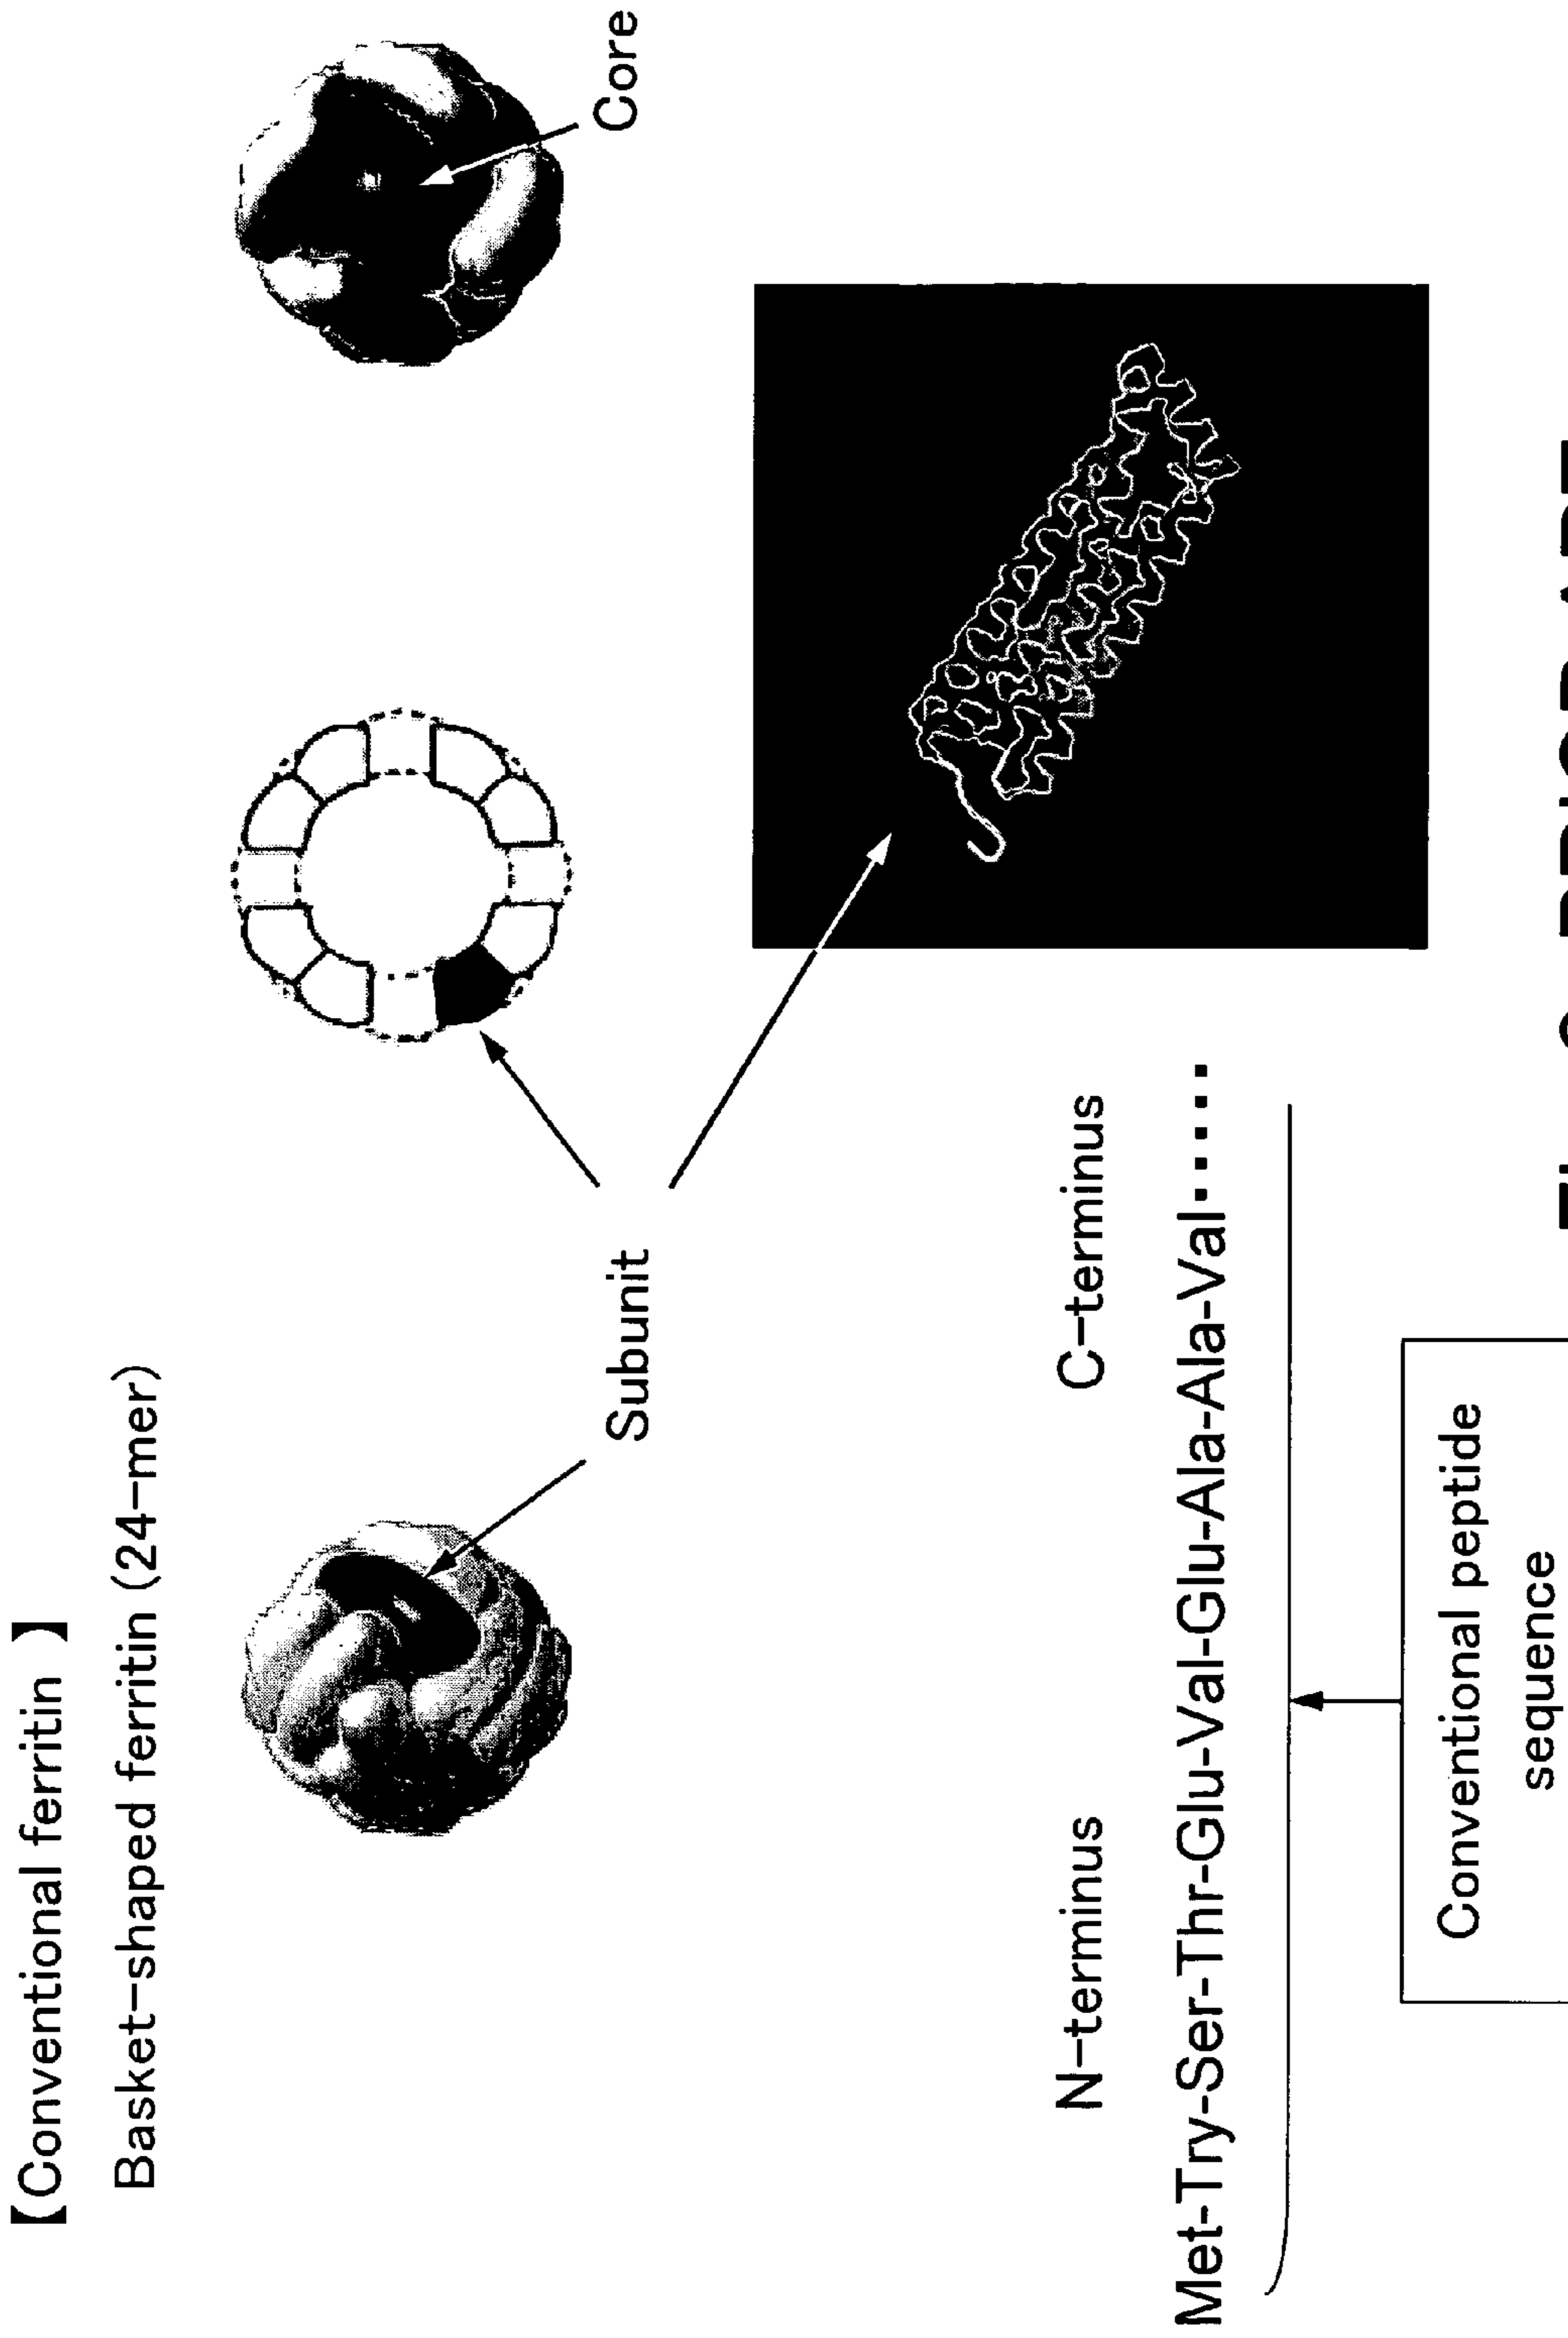 【Conventional ferritin】
Basket-shaped ferritin (24-mer)
Subunit
Core
N-terminus
C-terminus
Met-Try-Ser-Thr-Glu-Val-Val-Glu-Ala-Ala-Val·····
Conventional peptide
sequence